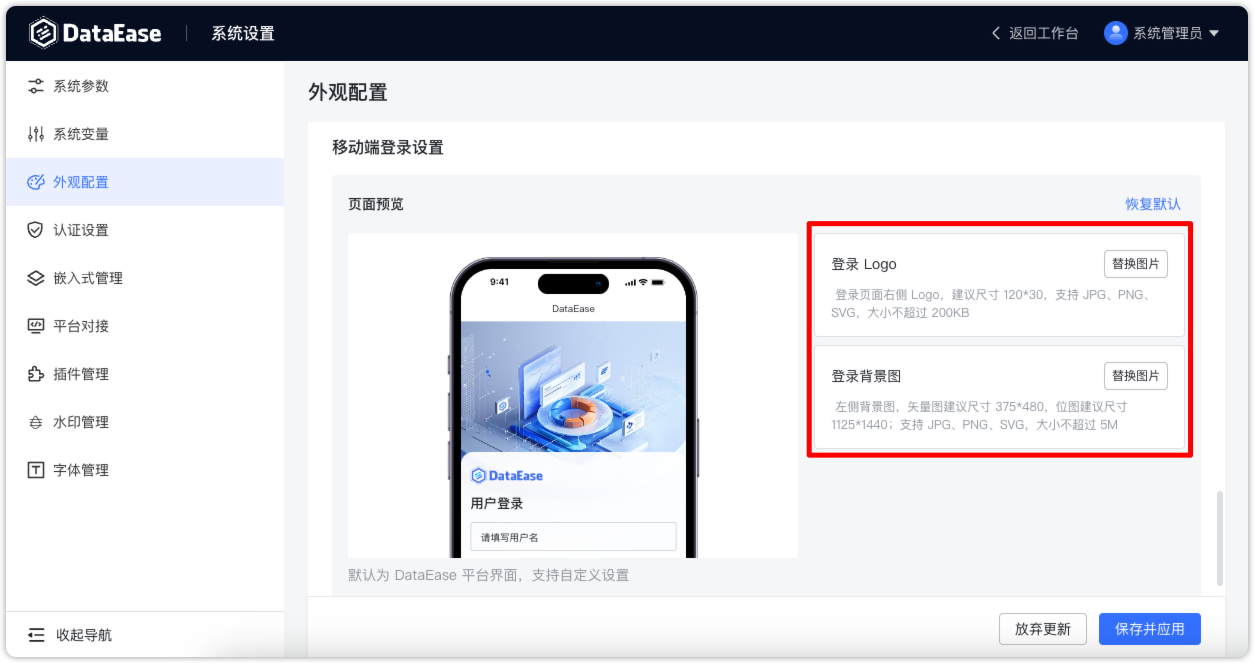 DataEase
系统设置
返回工作台
系统管理员
系统参数
系统变量
外观配置
认证设置
嵌入式管理
平台对接
插件管理
水印管理
字体管理
收起导航
外观配置
移动端登录设置
页面预览
恢复默认
9:41
DataEase
DataEase
用户登录
请填写用户名
默认为 DataEase 平台界面，支持自定义设置
登录 Logo
替换图片
登录页面右侧 Logo，建议尺寸 120*30，支持 JPG、PNG、
SVG，大小不超过 200KB
登录背景图
替换图片
左侧背景图，矢量图建议尺寸 375*480，位图建议尺寸
1125*1440；支持 JPG、PNG、SVG，大小不超过 5M
放弃更新
保存并应用